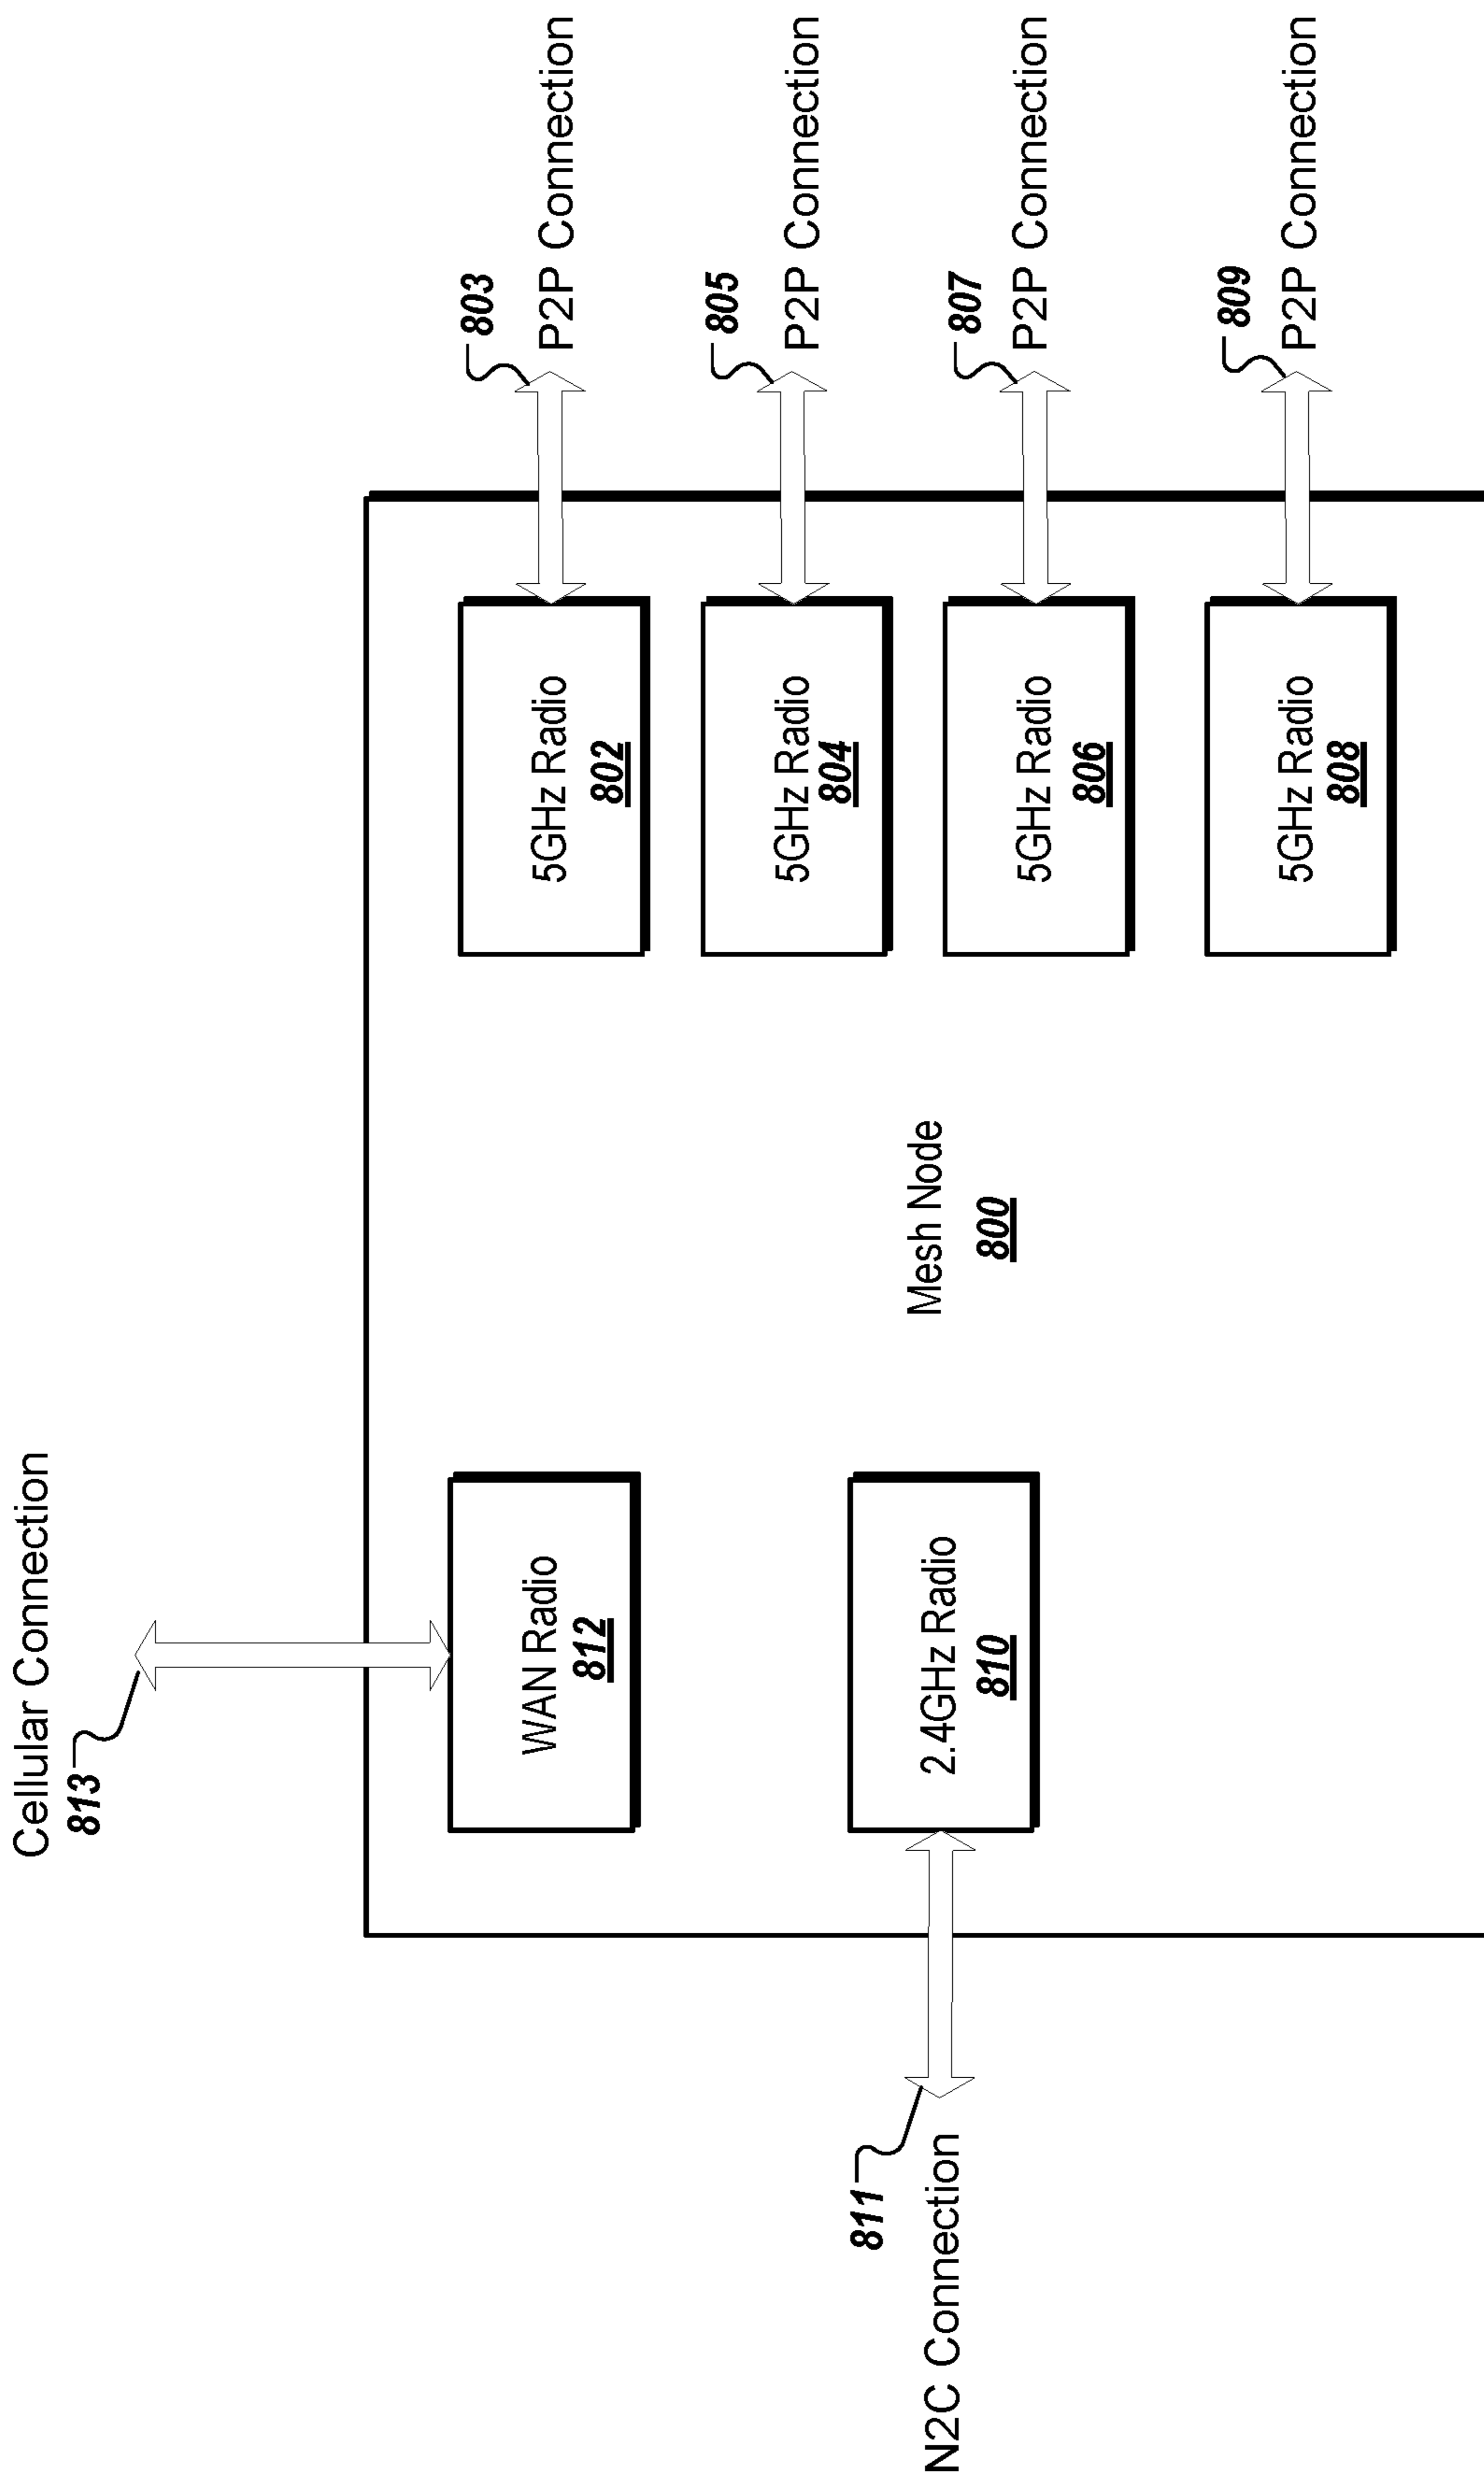 Cellular Connection
813
WAN Radio
812
5GHz Radio
802
803
P2P Connection
5GHz Radio
804
805
P2P Connection
811
N2C Connection
2.4GHz Radio
810
Mesh Node
800
5GHz Radio
806
807
P2P Connection
5GHz Radio
808
809
P2P Connection